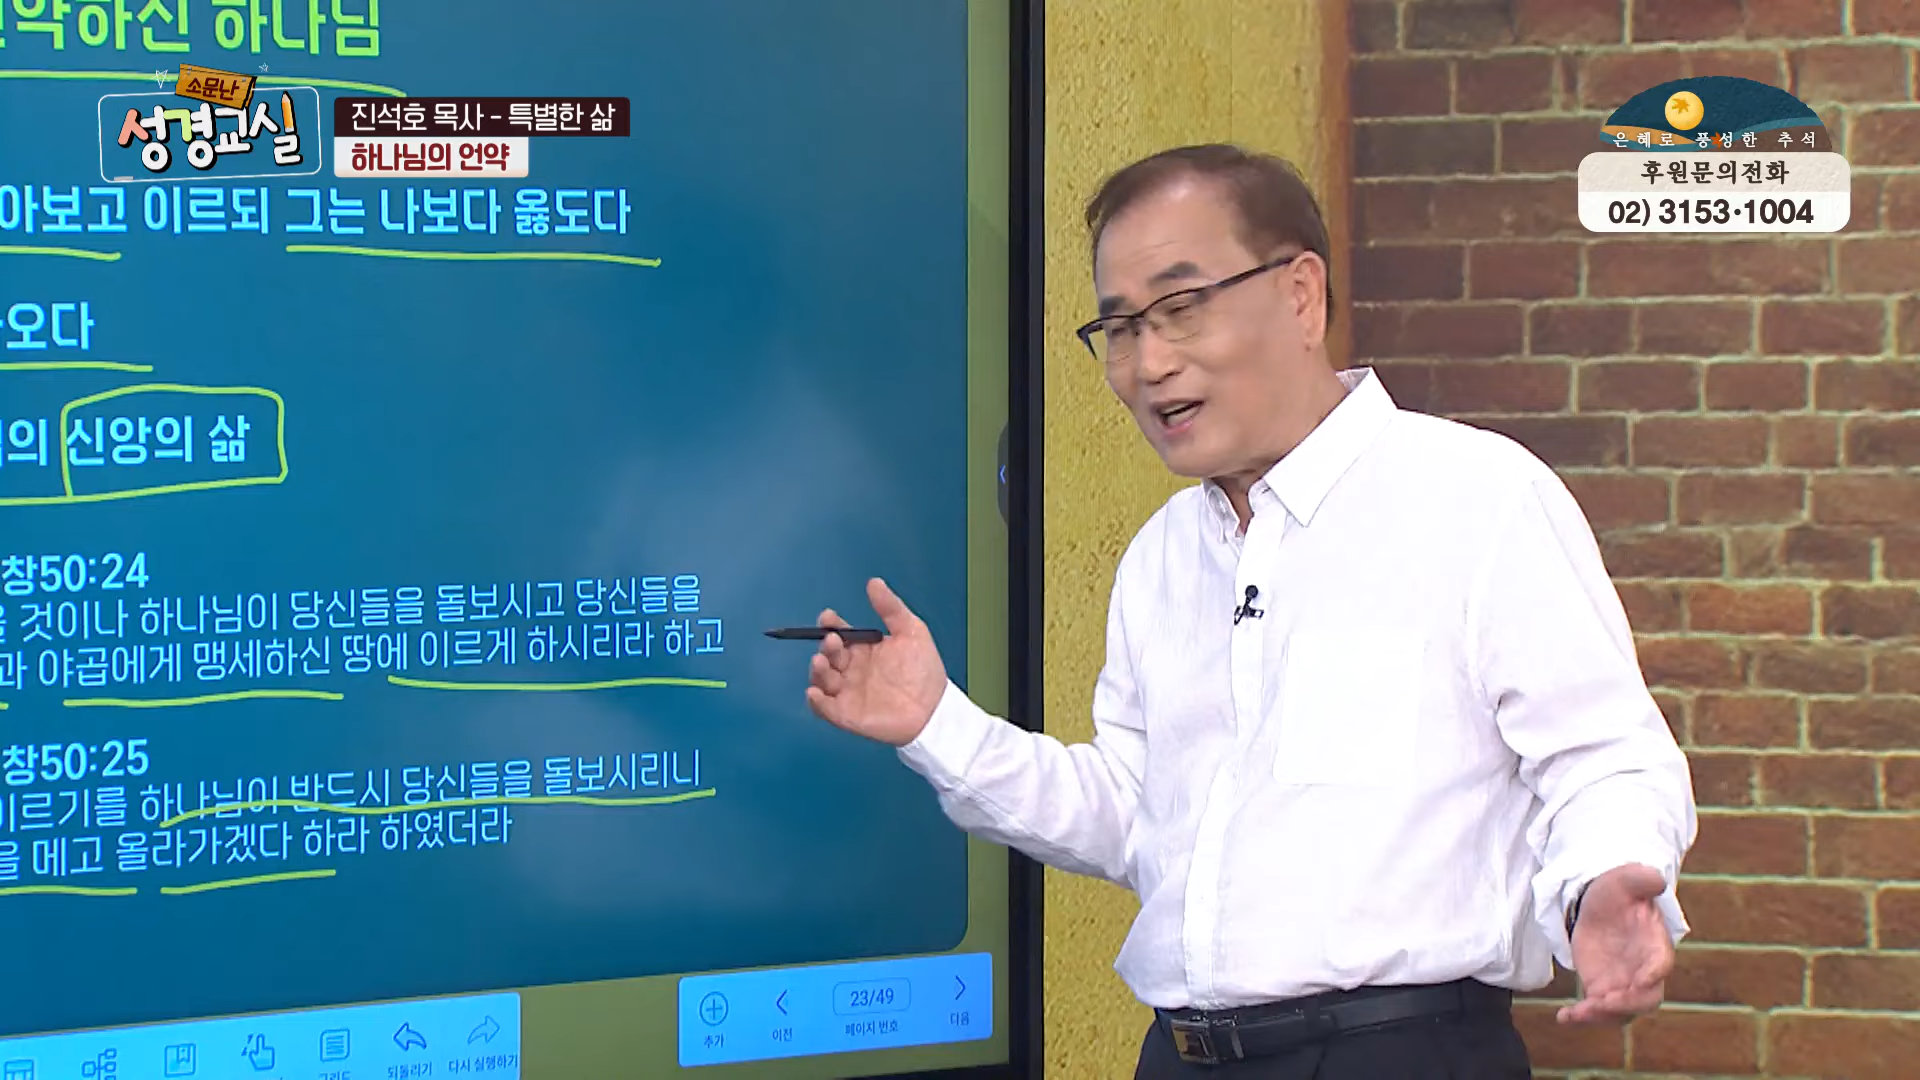 약하신 하나님
소문난
성경교실
진석호 목사 - 특별한 삶
하나님의 언약
은혜로 풍성한 추석
후원문의전화
02) 3153·1004
아보고 이르되 그는 나보다 옳도다
오다
의 신앙의 삶
창50:24
것이나 하나님이 당신들을 돌보시고 당신들을
과 야곱에게 맹세하신 땅에 이르게 하시리라 하고
창50:25
이르기를 하나님이 반드시 당신들을 돌보시리니
을 메고 올라가겠다 하라 하였더라
추가
이전
23/49
페이지 번호
다음
되돌리기
다시 실행하기